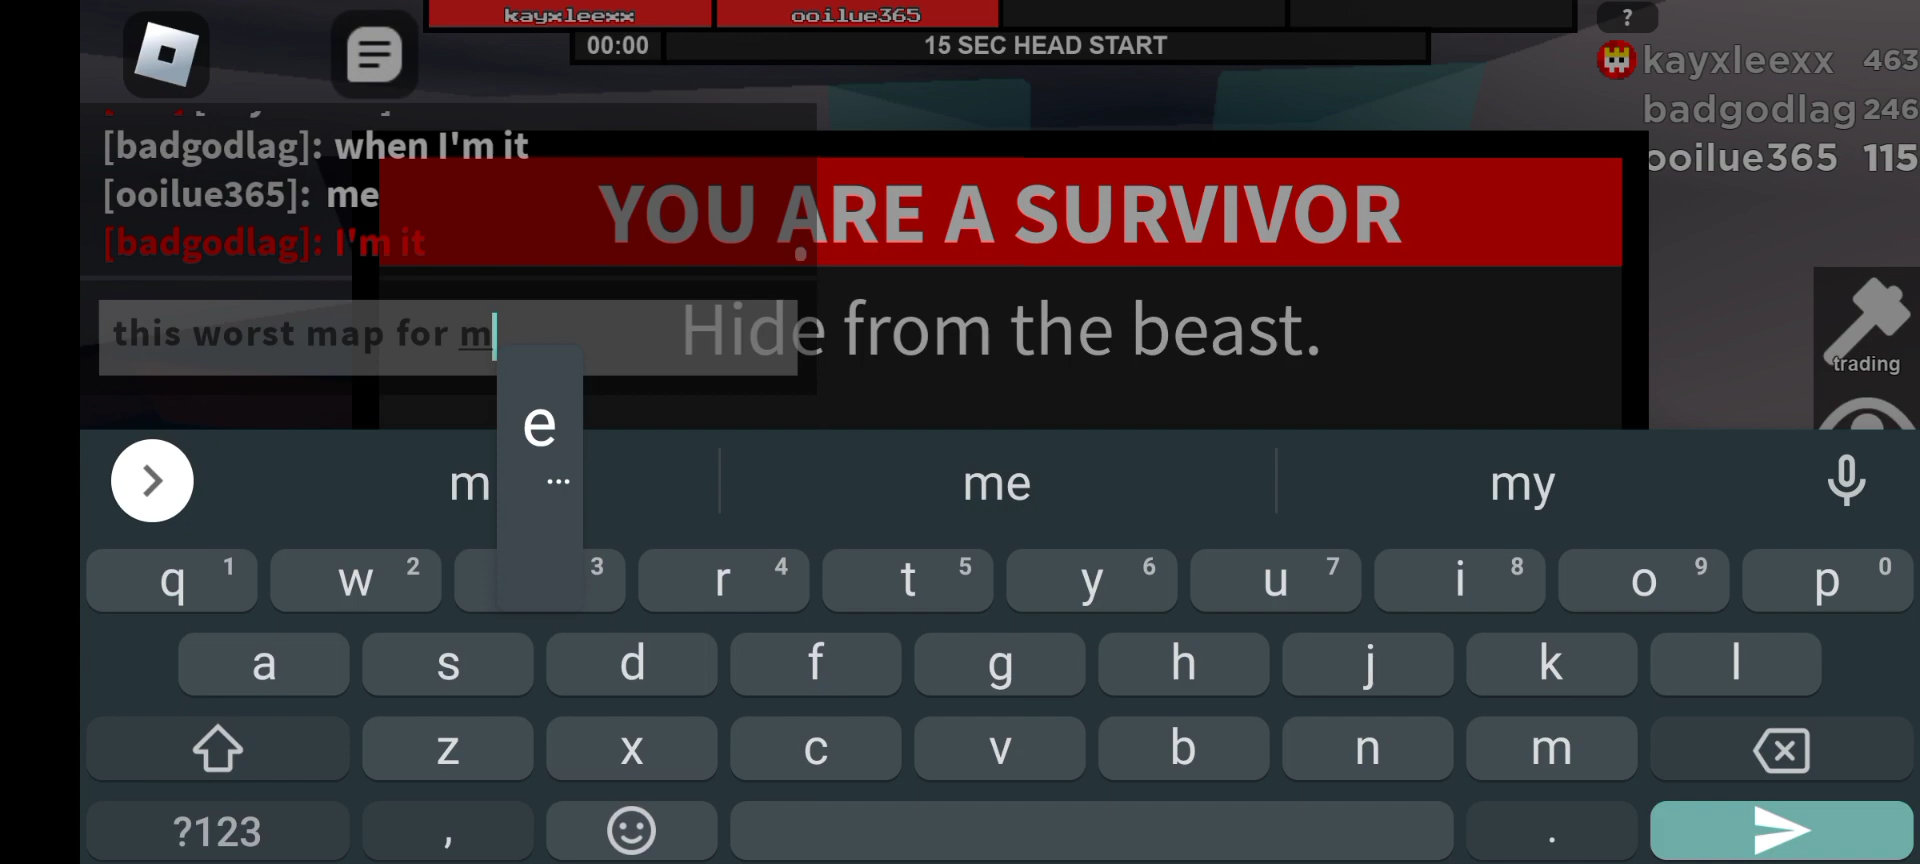 kayxleexx
ooilue365
00:00
15 SEC HEAD START
?
kayxleexx 463
badgodlag 246
ooilue365 115
[badgodlag]: when I'm it
[ooilue365]: me
[badgodlag]: I'm it
YOU ARE A SURVIVOR
this worst map for m
Hide from the beast.
trading
e
...
m
me
my
q 1 w 2 3 r 4 t 5 y 6 u 7 i 8 o 9 p 0
a s d f g h j k l
z x c v b n m
?123 , .